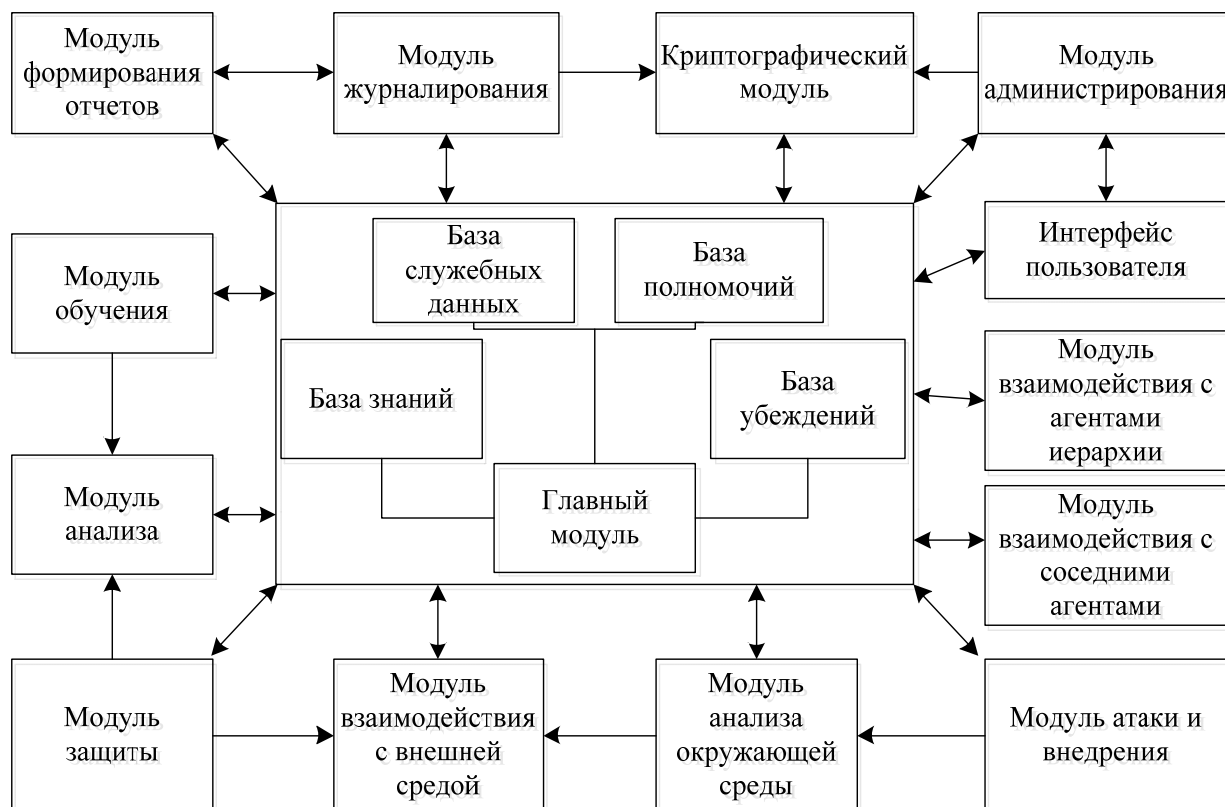 Модуль
формирования
отчетов
Модуль
журналирования
Криптографический
модуль
Модуль
администрирования
База
служебных
данных
База
полномочий
Интерфейс
пользователя
Модуль
обучения
База знаний
База
убеждений
Модуль
взаимодействия с
агентами
иерархии
Модуль
анализа
Главный
модуль
Модуль
взаимодействия с
соседними
агентами
Модуль
защиты
Модуль
взаимодействия
с внешней
средой
Модуль
анализа
окружающей
среды
Модуль атаки и
внедрения